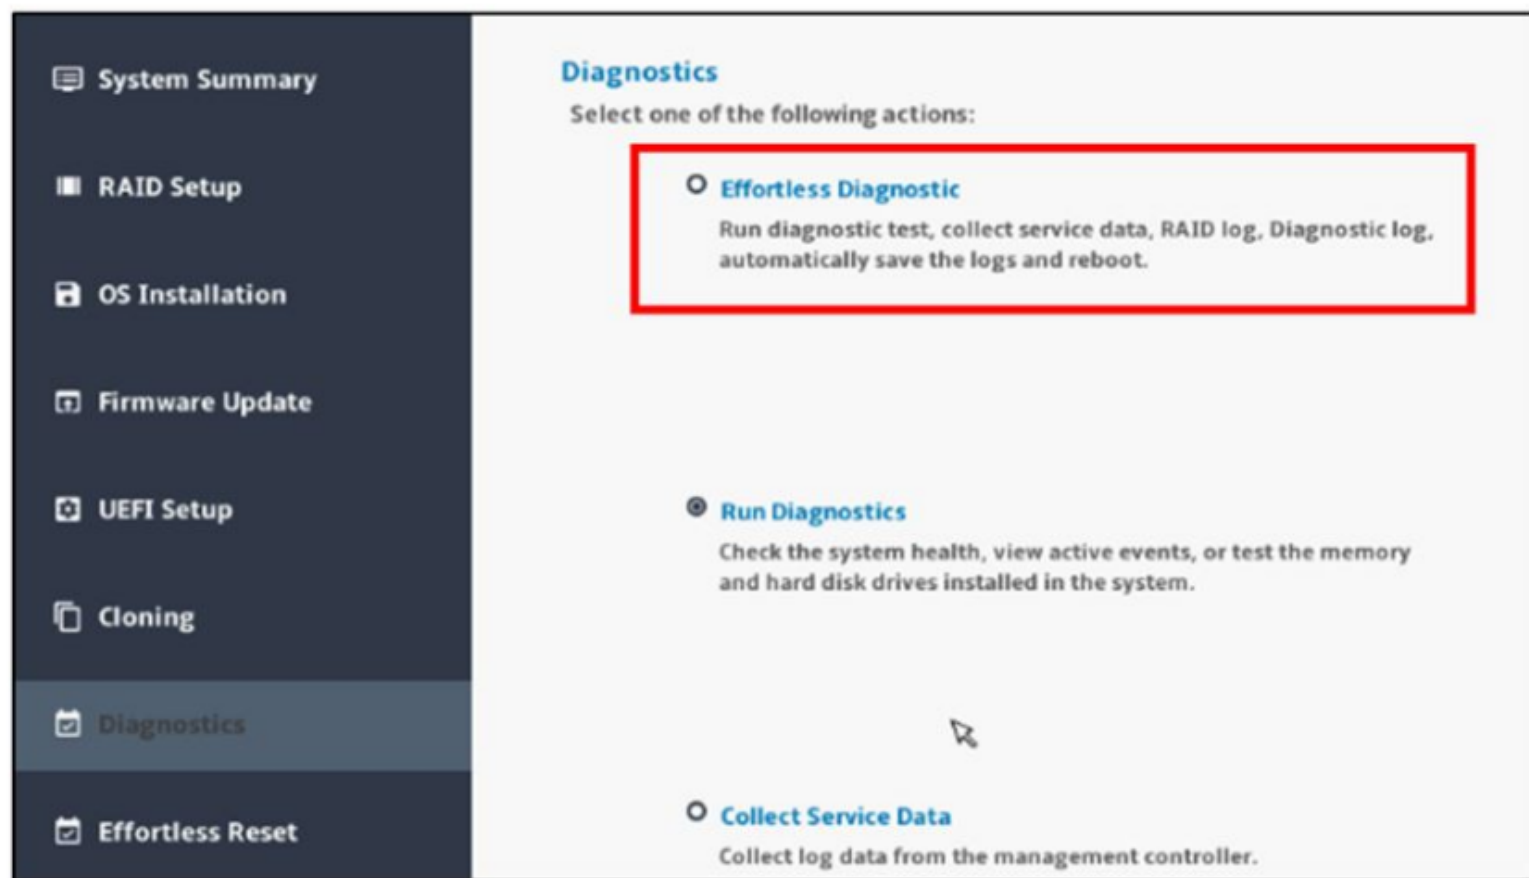 System Summary
RAID Setup
OS Installation
Firmware Update
UEFI Setup
Cloning
Diagnostics
Effortless Reset
Diagnostics
Select one of the following actions:
Effortless Diagnostic
Run diagnostic test, collect service data, RAID log, Diagnostic log,
automatically save the logs and reboot.
Run Diagnostics
Check the system health, view active events, or test the memory
and hard disk drives installed in the system.
Collect Service Data
Collect log data from the management controller.